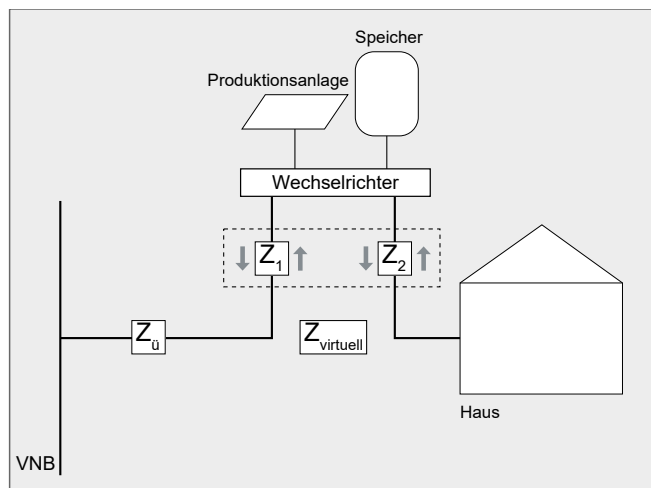 Speicher
Produktionsanlage
Wechselrichter
Z1
Z2
Zü
Zvirtuell
Haus
VNB